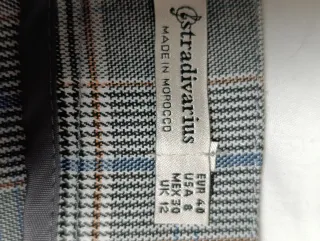 Stradivarius
MADE IN MOROCCO
EUR 40
USA 8
MEX 30
UK 12